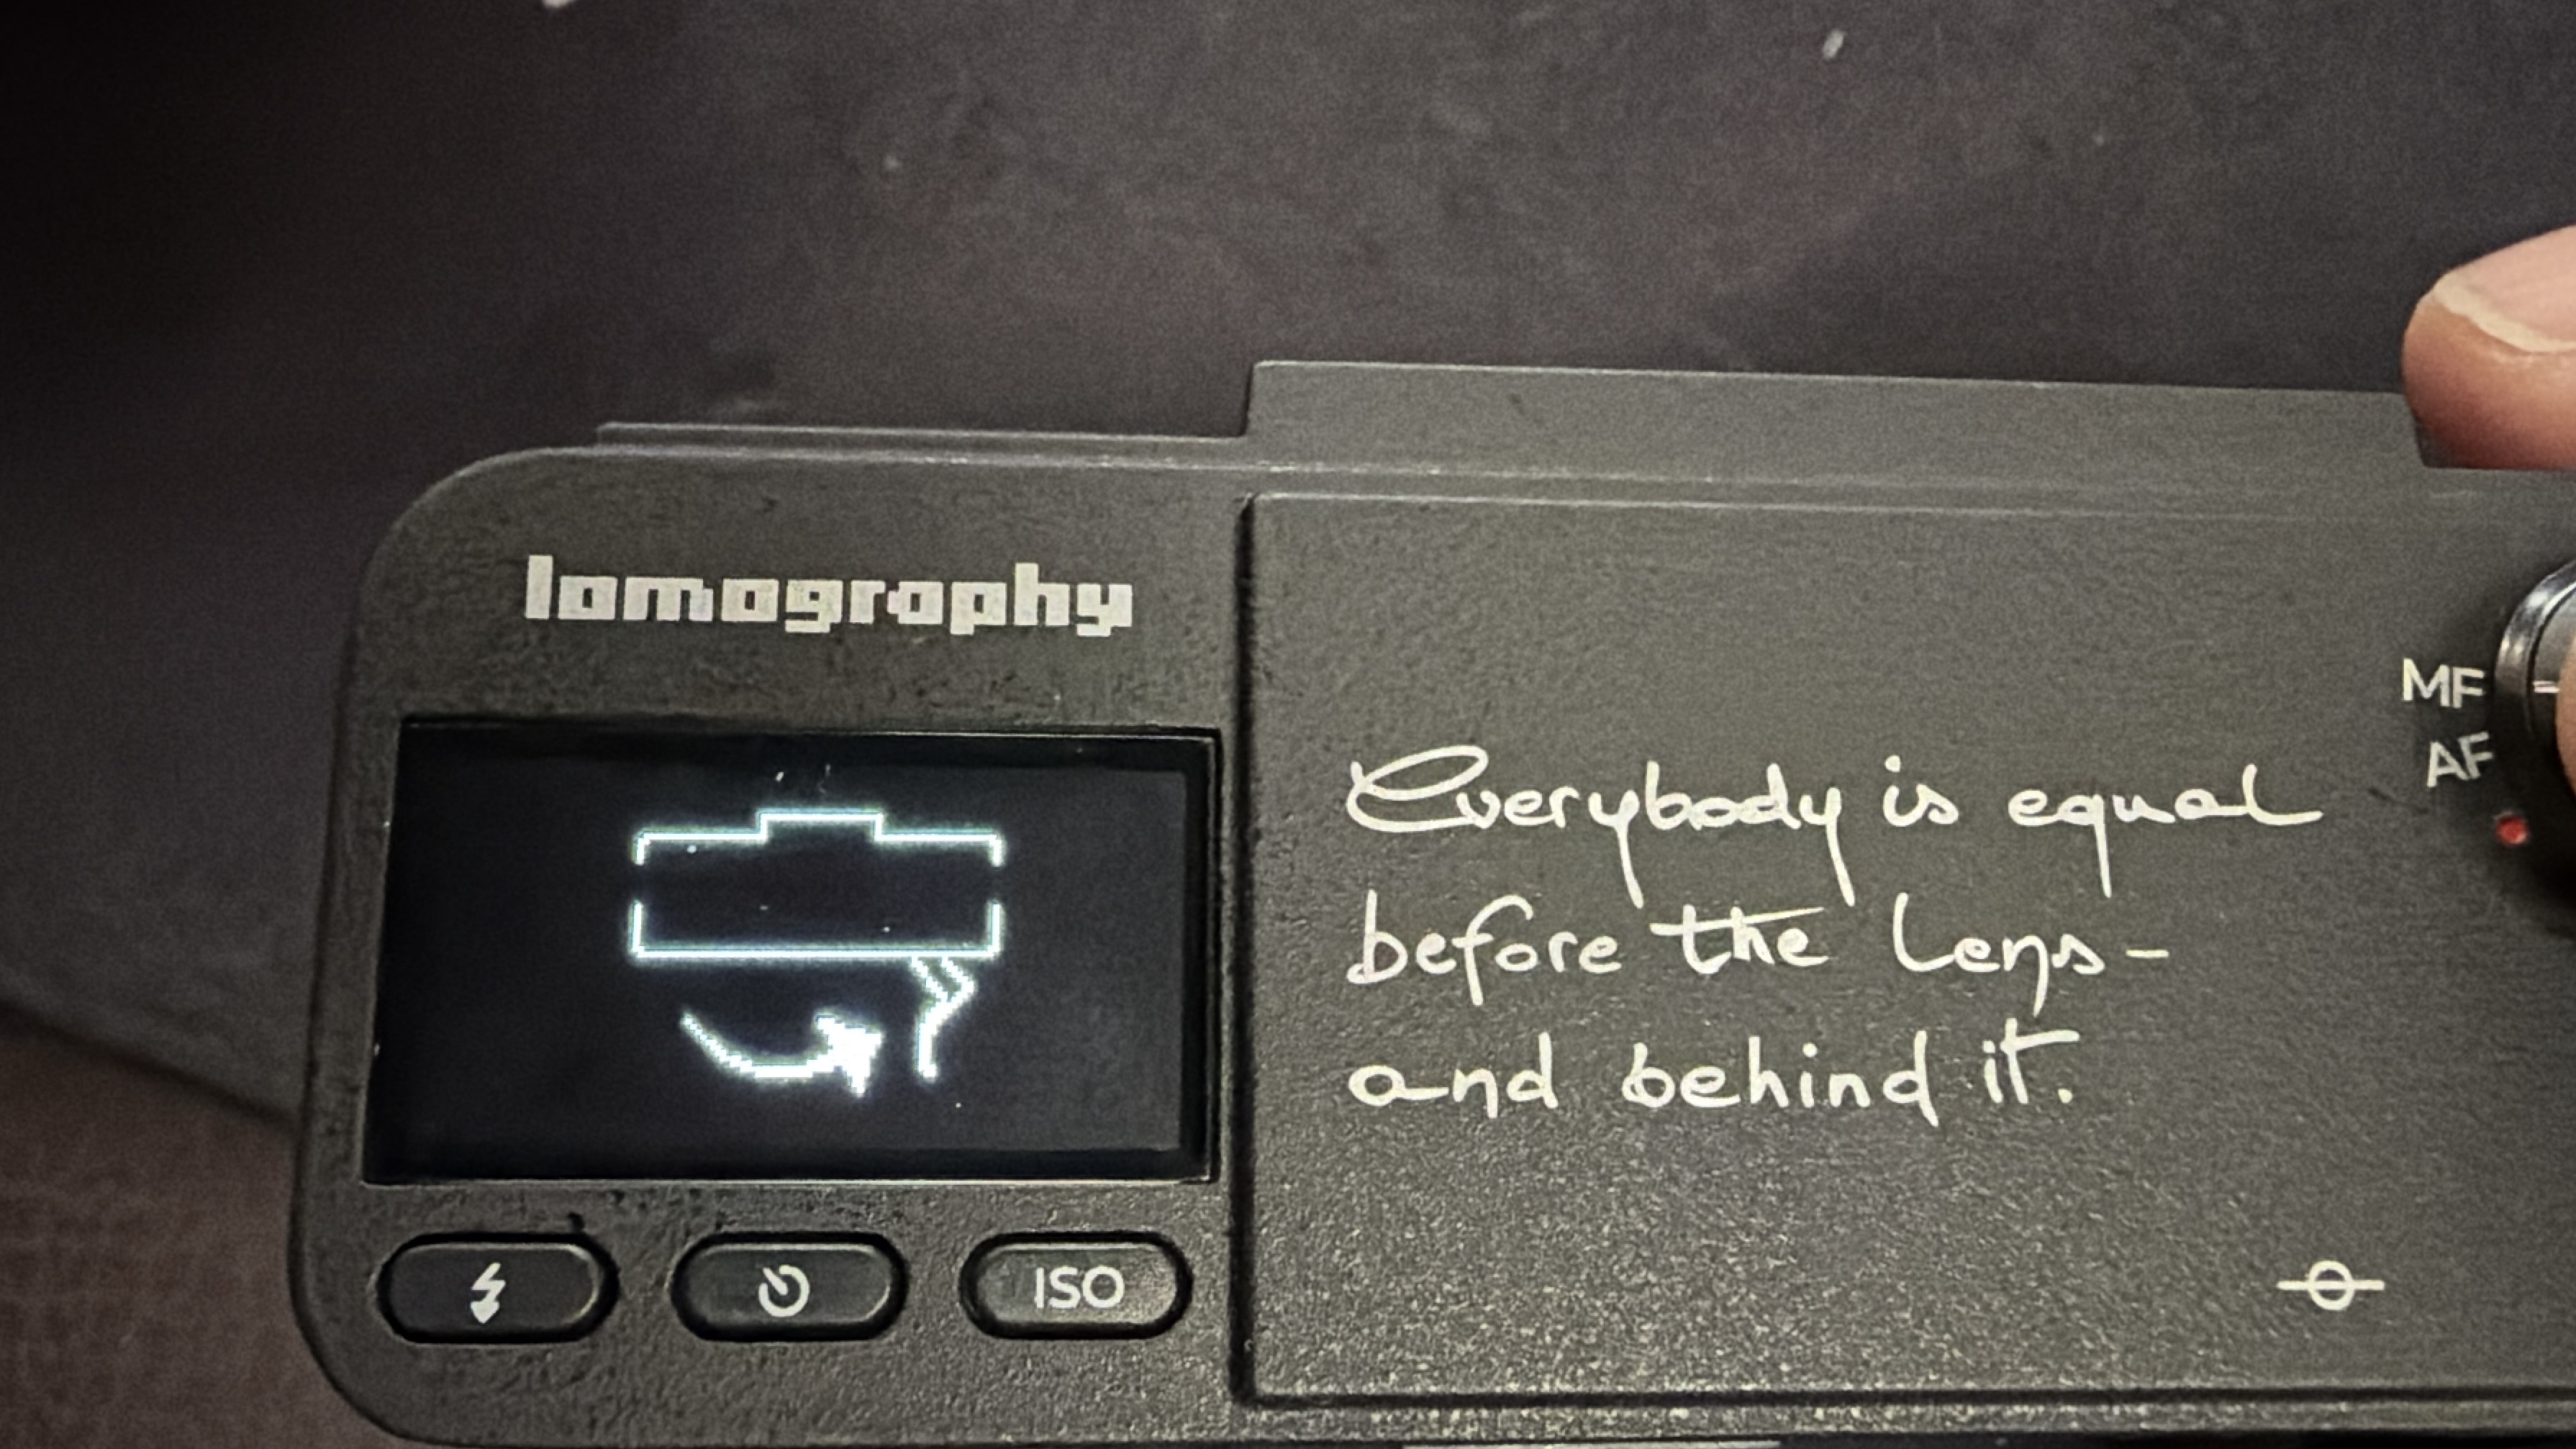 lomography
MF
AF
Everybody is equal
before the Lens -
and behind it.
ISO